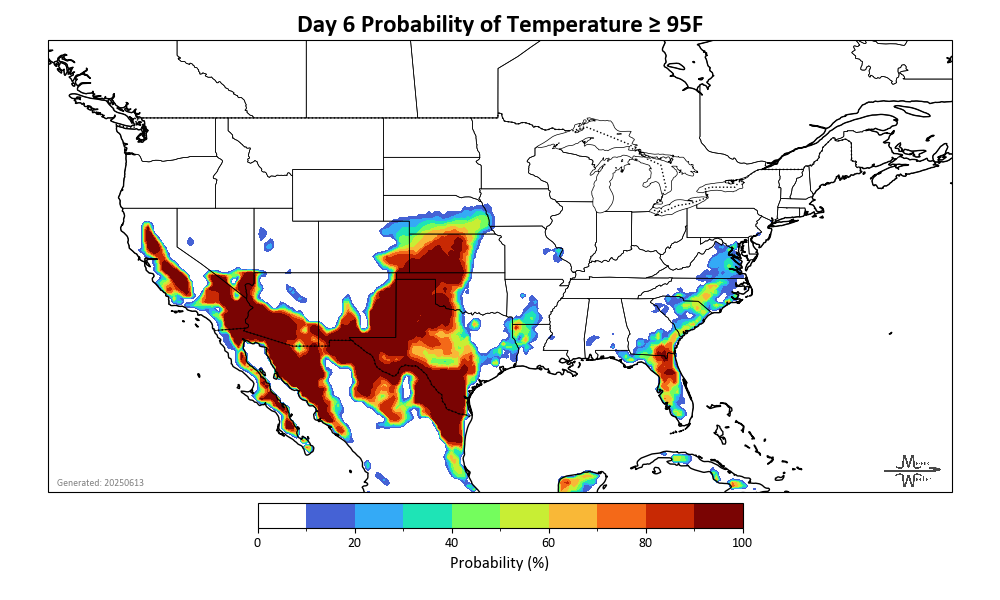 Day 6 Probability of Temperature ≥ 95F
Generated: 20250613
0 20 40 60 80 100
Probability (%)